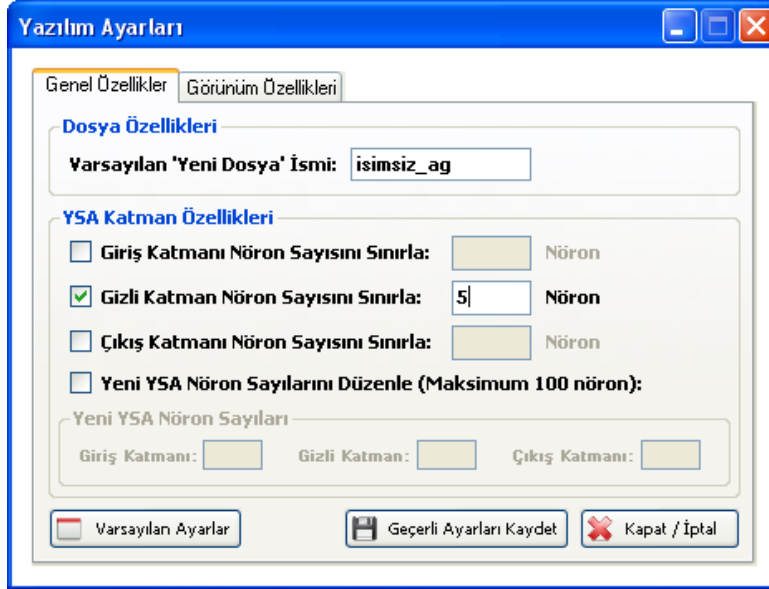 Yazılım Ayarları
Genel Özellikler Görünüm Özellikleri
Dosya Özellikleri
Varsayılan 'Yeni Dosya' İsmi: isimsiz_ag
YSA Katman Özellikleri
Giriş Katmanı Nöron Sayısını Sınırla: Nöron
Gizli Katman Nöron Sayısını Sınırla: 5 Nöron
Çıkış Katmanı Nöron Sayısını Sınırla: Nöron
Yeni YSA Nöron Sayılarını Düzenle (Maksimum 100 nöron):
Yeni YSA Nöron Sayıları
Giriş Katmanı: Gizli Katman: Çıkış Katmanı:
Varsayılan Ayarlar Geçerli Ayarları Kaydet Kapat / İptal